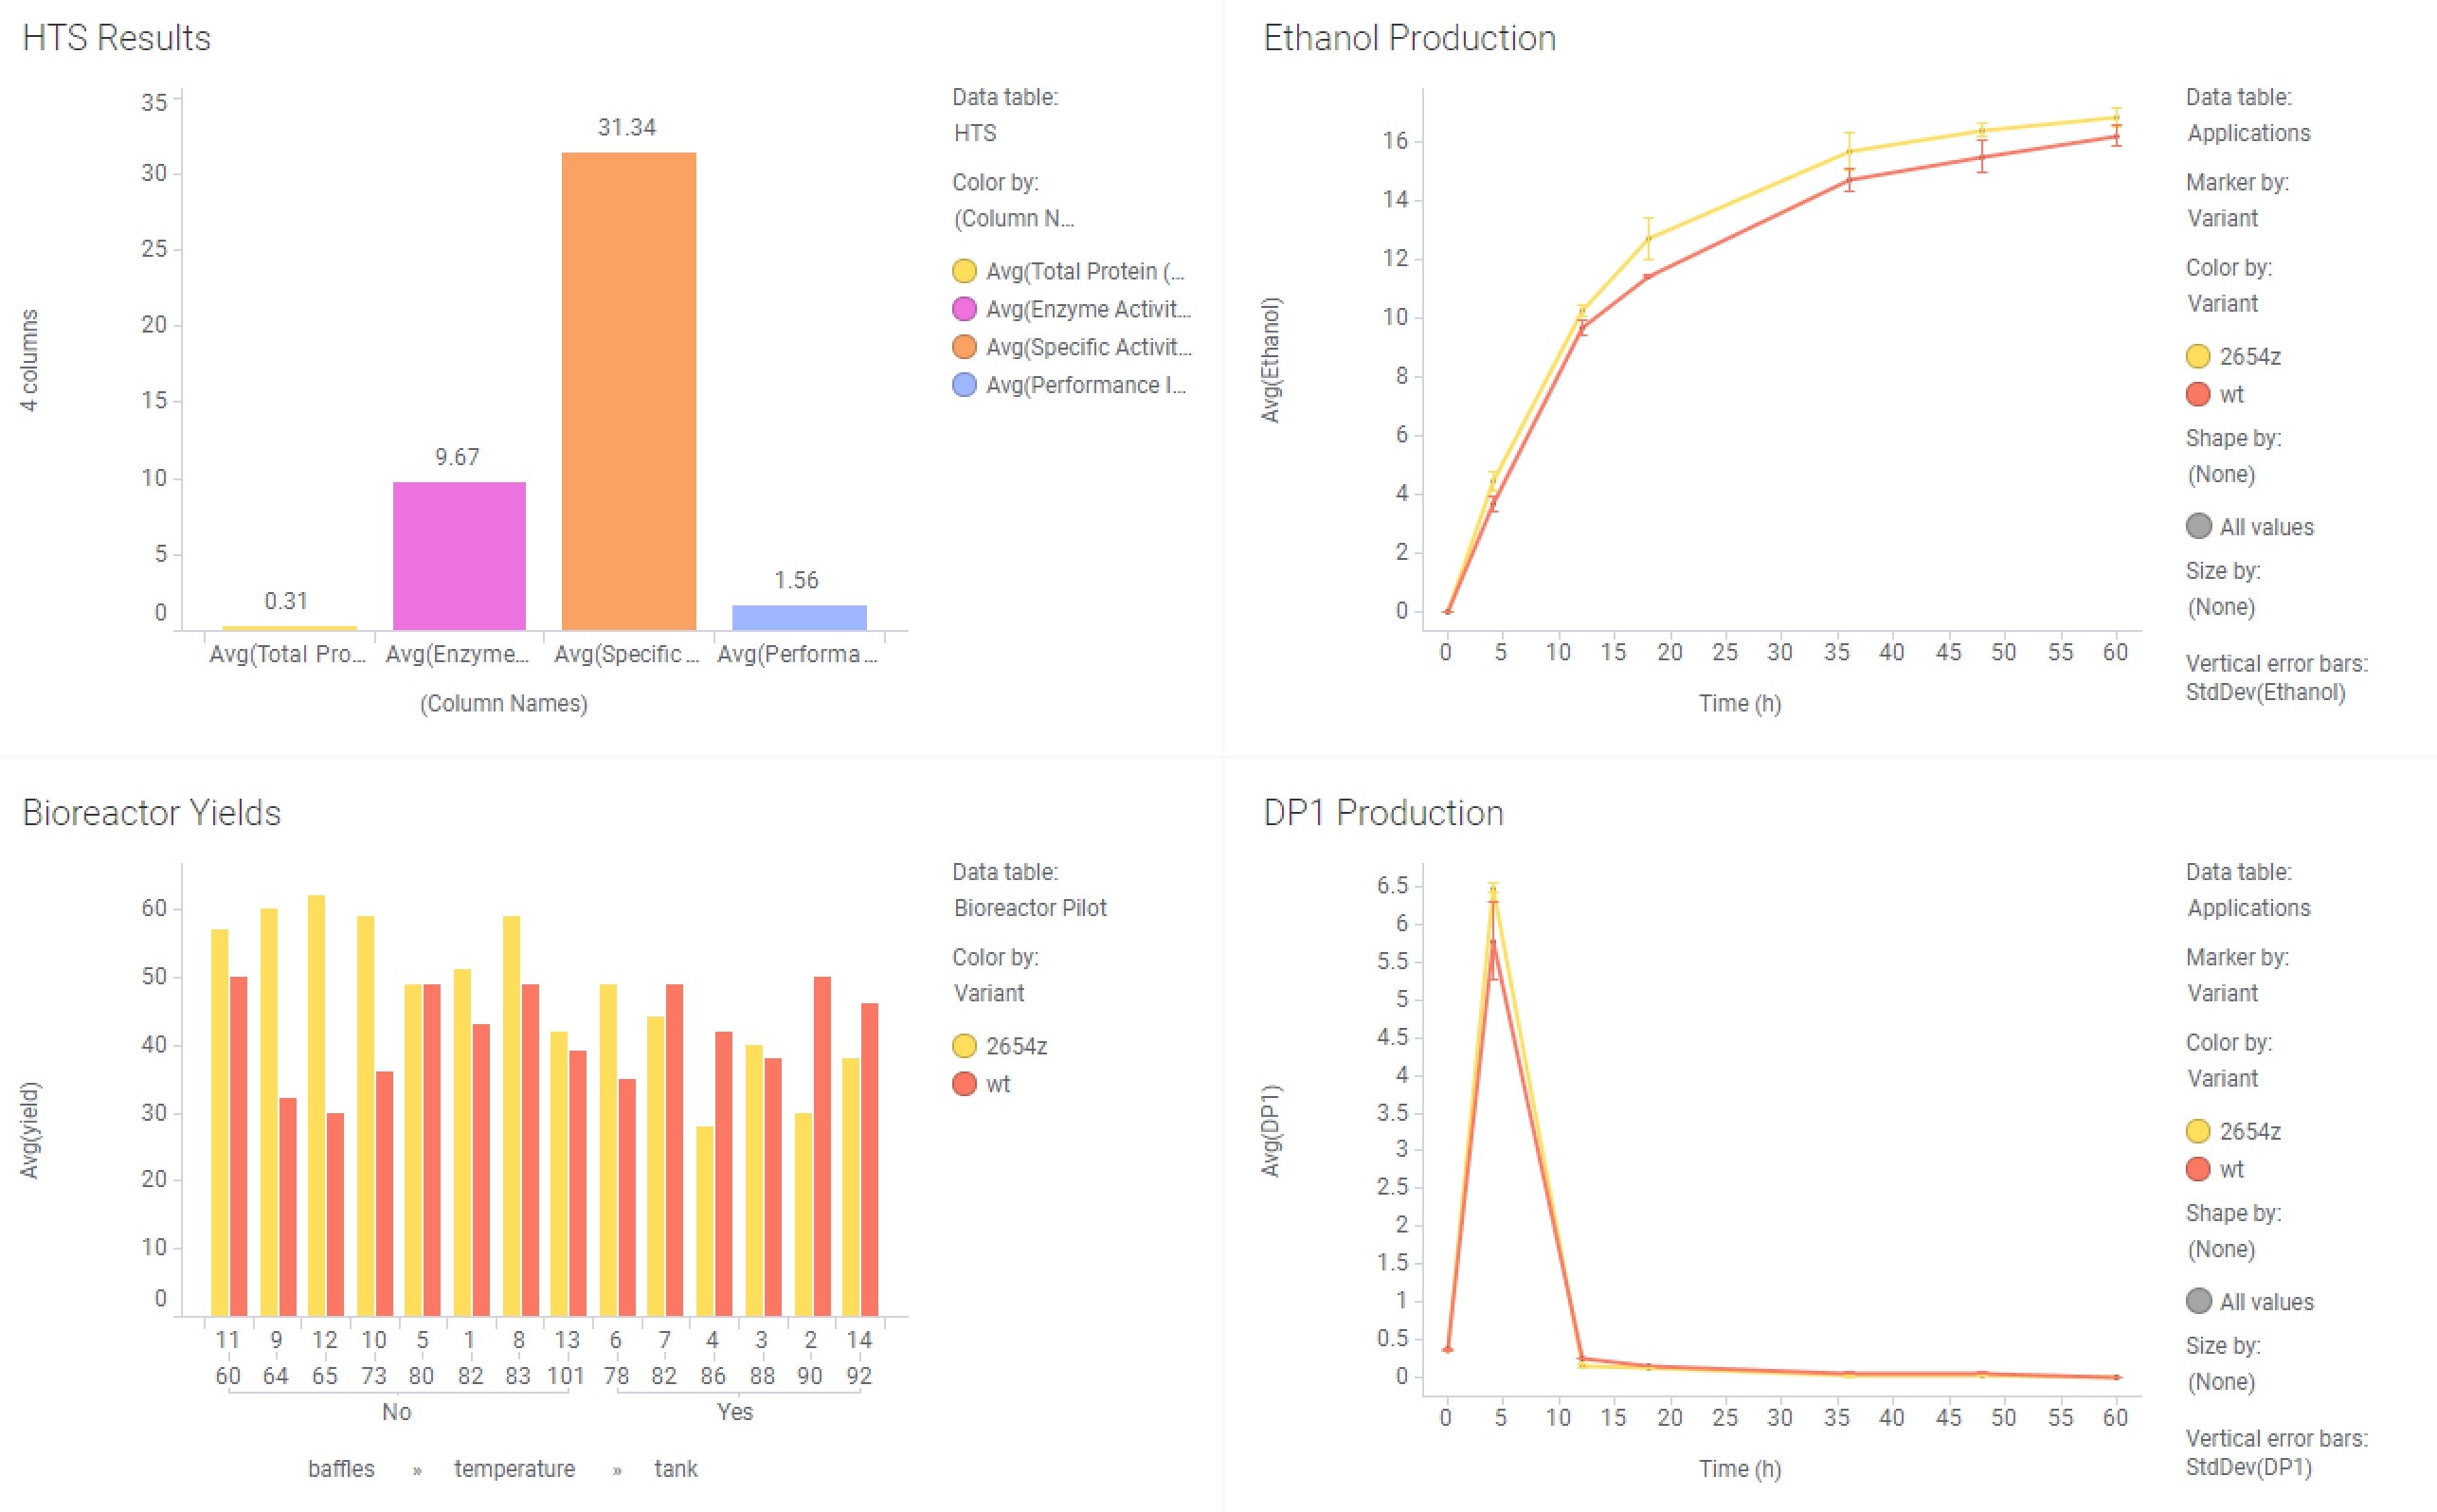 HTS Results
35
30
25
20
15
10
5
0
4 columns
0.31
9.67
31.34
1.56
Avg(Total Pro... Avg(Enzyme... Avg(Specific ... Avg(Performa ...
(Column Names)
Data table:
HTS
Color by:
(Column N...
Avg(Total Protein (...
Avg(Enzyme Activit...
Avg(Specific Activit...
Avg(Performance I...
Ethanol Production
16
14
12
10
8
6
4
2
0
Avg(Ethanol)
0 5 10 15 20 25 30 35 40 45 50 55 60
Time (h)
Data table:
Applications
Marker by:
Variant
Color by:
Variant
2654z
wt
Shape by:
(None)
All values
Size by:
(None)
Vertical error bars:
StdDev(Ethanol)
Bioreactor Yields
60
50
40
30
20
10
0
Avg(yield)
11 9 12 10 5 1 8 13 6 7 4 3 2 14
60 64 65 73 80 82 83 101 78 82 86 88 90 92
No Yes
baffles » temperature » tank
Data table:
Bioreactor Pilot
Color by:
Variant
2654z
wt
DP1 Production
6.5
6
5.5
5
4.5
4
3.5
3
2.5
2
1.5
1
0.5
0
Avg(DP1)
0 5 10 15 20 25 30 35 40 45 50 55 60
Time (h)
Data table:
Applications
Marker by:
Variant
Color by:
Variant
2654z
wt
Shape by:
(None)
All values
Size by:
(None)
Vertical error bars:
StdDev(DP1)